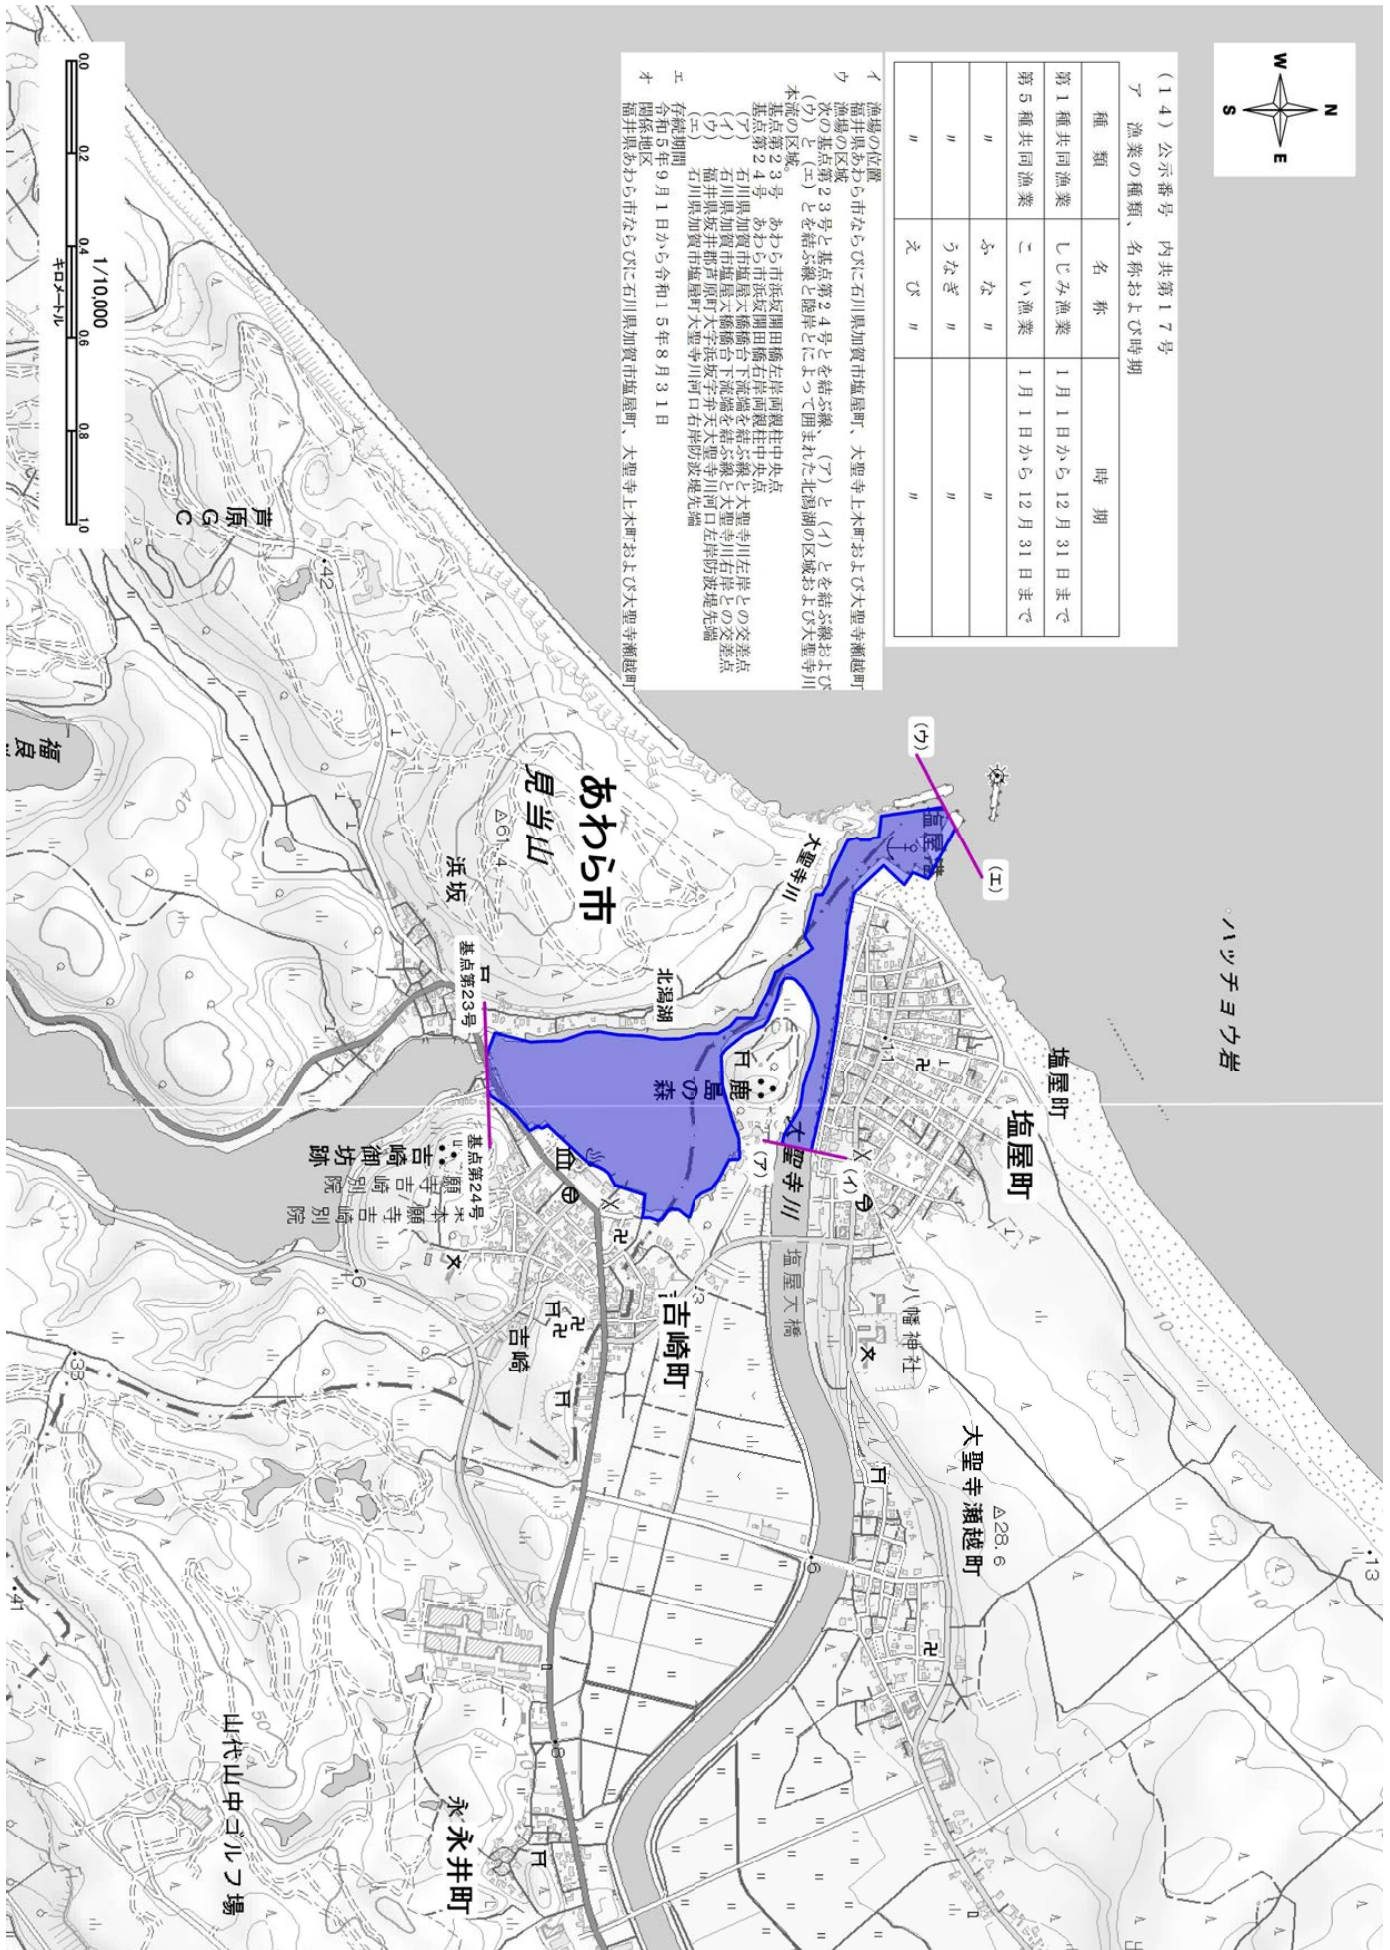 (14)公示番号 内共第17号
ア 漁業の種類、名称および時期
種類 名称 時期
第1種共同漁業 しじみ漁業 1月1日から12月31日まで
第5種共同漁業 こい漁業 1月1日から12月31日まで
〃 ふな〃 〃
〃 うなぎ〃 〃
〃 えび〃 〃
イ 漁場の位置
福井県あわら市ならびに石川県加賀市塩屋町、大聖寺上木町および大聖寺瀬越町
ウ 漁場の区域
次の基点第23号と基点第24号とを結ぶ線、(ア)と(イ)とを結ぶ線および
(ウ)と(エ)とを結ぶ線と陸岸とによって囲まれた北潟湖の区域および大聖寺川
本流の区域。
基点第23号 あわら市浜坂開田橋左岸両親柱中央点
基点第24号 あわら市浜坂開田橋右岸両親柱中央点
(ア) 石川県加賀市塩屋大橋橋台下流端を結ぶ線と大聖寺川左岸との交差点
(イ) 石川県加賀市塩屋大橋橋台下流端を結ぶ線と大聖寺川右岸との交差点
(ウ) 福井県坂井郡芦原町大字浜坂字弁天大聖寺川河口左岸防波堤先端
(エ) 石川県加賀市塩屋町大聖寺川河口右岸防波堤先端
エ 存続期間
令和5年9月1日から令和15年8月31日
オ 関係地区
福井県あわら市ならびに石川県加賀市塩屋町、大聖寺上木町および大聖寺瀬越町
N
W
E
S
1/10,000
0.0 0.2 0.4 0.6 0.8 1.0
キロメートル
ハッチョウ岩
(ウ)
(エ)
塩屋港
塩屋町
塩屋町
大聖寺川
11
(イ)
(ア)
大聖寺川
塩屋大橋
八幡神社
大聖寺瀬越町
28.6
10
13
10
6
鹿島の森
北潟湖
あわら市
見当山
61.4
浜坂
42
芦原GC
40
基点第23号
基点第24号
吉崎御坊跡
願寺吉崎別院
本願寺吉崎別院
吉崎町
3
吉崎
6
33
8
10
永井町
50
山代山中ゴルフ場
41